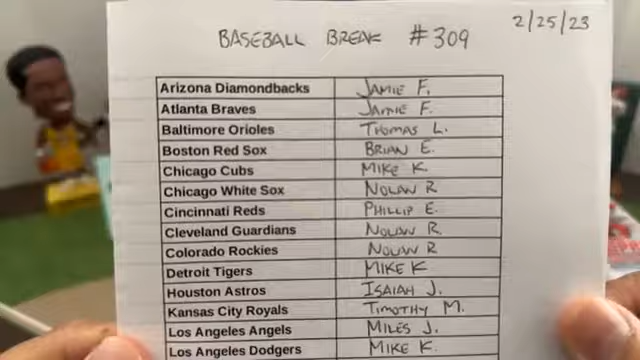 2/25/23
BASEBALL BREAK #309
Arizona Diamondbacks JAMIE F.
Atlanta Braves JAMIE F.
Baltimore Orioles THOMAS L.
Boston Red Sox BRIAN E.
Chicago Cubs MIKE K.
Chicago White Sox NOLAN R
Cincinnati Reds PHILLIP E.
Cleveland Guardians NOLAN R.
Colorado Rockies NOLAN R
Detroit Tigers MIKE K
Houston Astros ISAIAH J.
Kansas City Royals TIMOTHY M.
Los Angeles Angels MILES J.
Los Angeles Dodgers MIKE K.